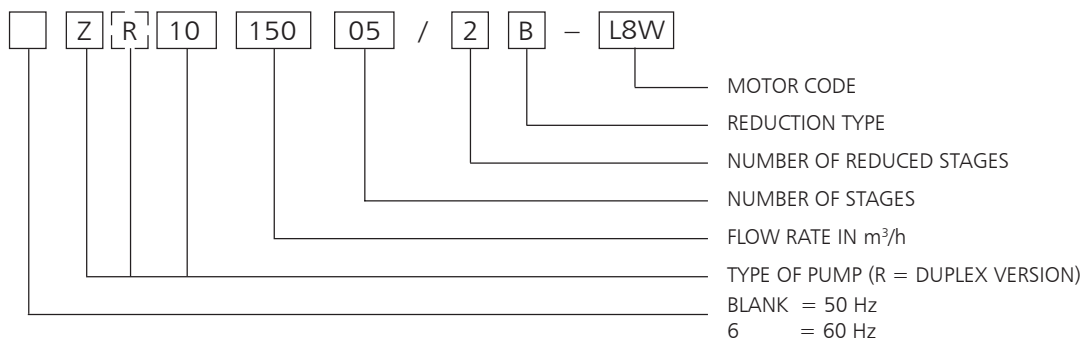 Z R 10 150 05 / 2 B – L8W
MOTOR CODE
REDUCTION TYPE
NUMBER OF REDUCED STAGES
NUMBER OF STAGES
FLOW RATE IN m³/h
TYPE OF PUMP (R = DUPLEX VERSION)
BLANK = 50 Hz
6 = 60 Hz